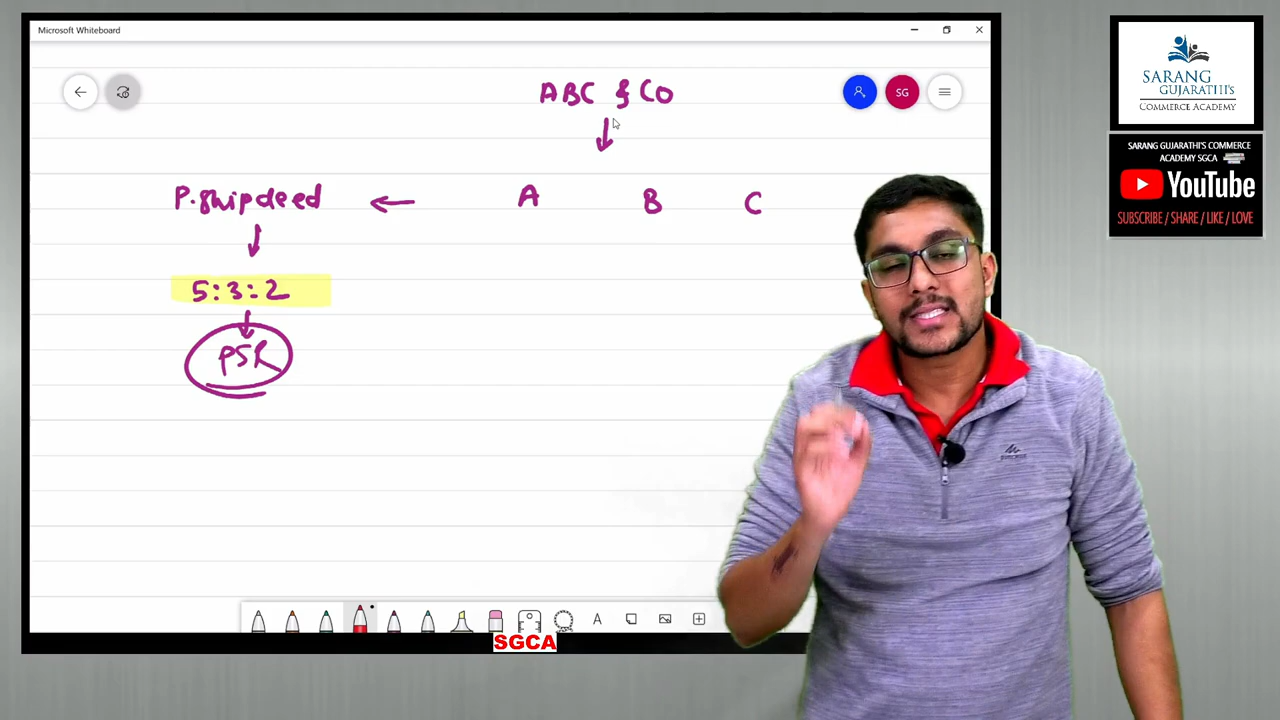 Microsoft Whiteboard
ABC & CO
SG
P.ship deed ← A B C
5:3:2
PSR
A
SGCA
SARANG
GUJARATHI'S
COMMERCE ACADEMY
SARANG GUJARATHI'S COMMERCE
ACADEMY SGCA
YouTube
SUBSCRIBE / SHARE / LIKE / LOVE